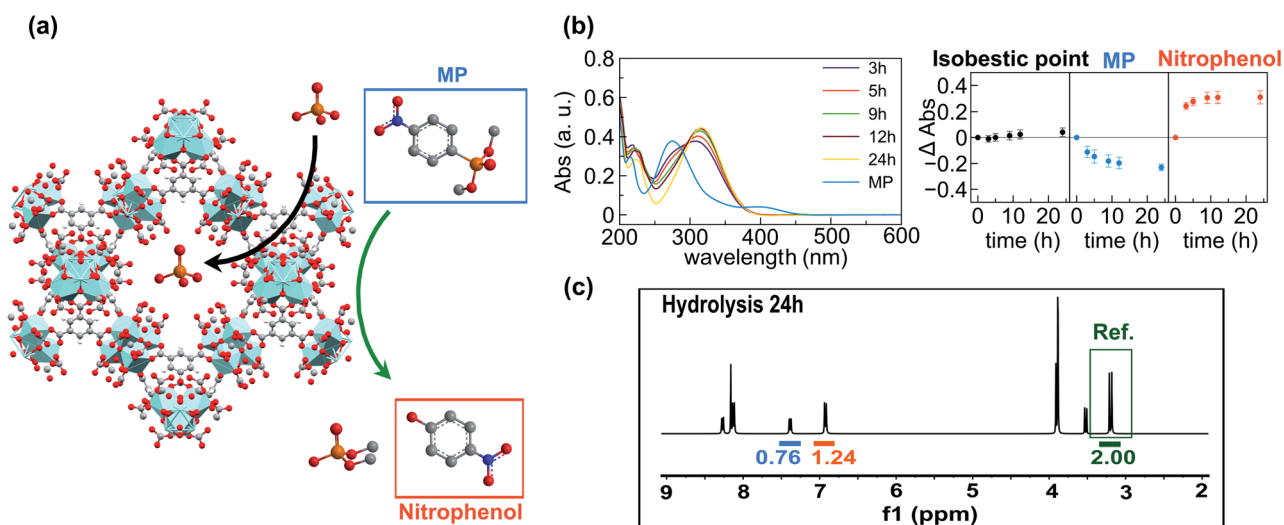 (a)
MP
Nitrophenol
(b)
Abs (a. u.)
0.8
0.6
0.4
0.2
0
200 300 400 500 600
wavelength (nm)
3h
5h
9h
12h
24h
MP
Isobestic point MP Nitrophenol
Δ Abs
0.4
0.2
0
−0.2
−0.4
0 10 20 0 10 20 0 10 20
time (h) time (h) time (h)
(c)
Hydrolysis 24h
Ref.
0.76 1.24 2.00
9 8 7 6 5 4 3 2
f1 (ppm)